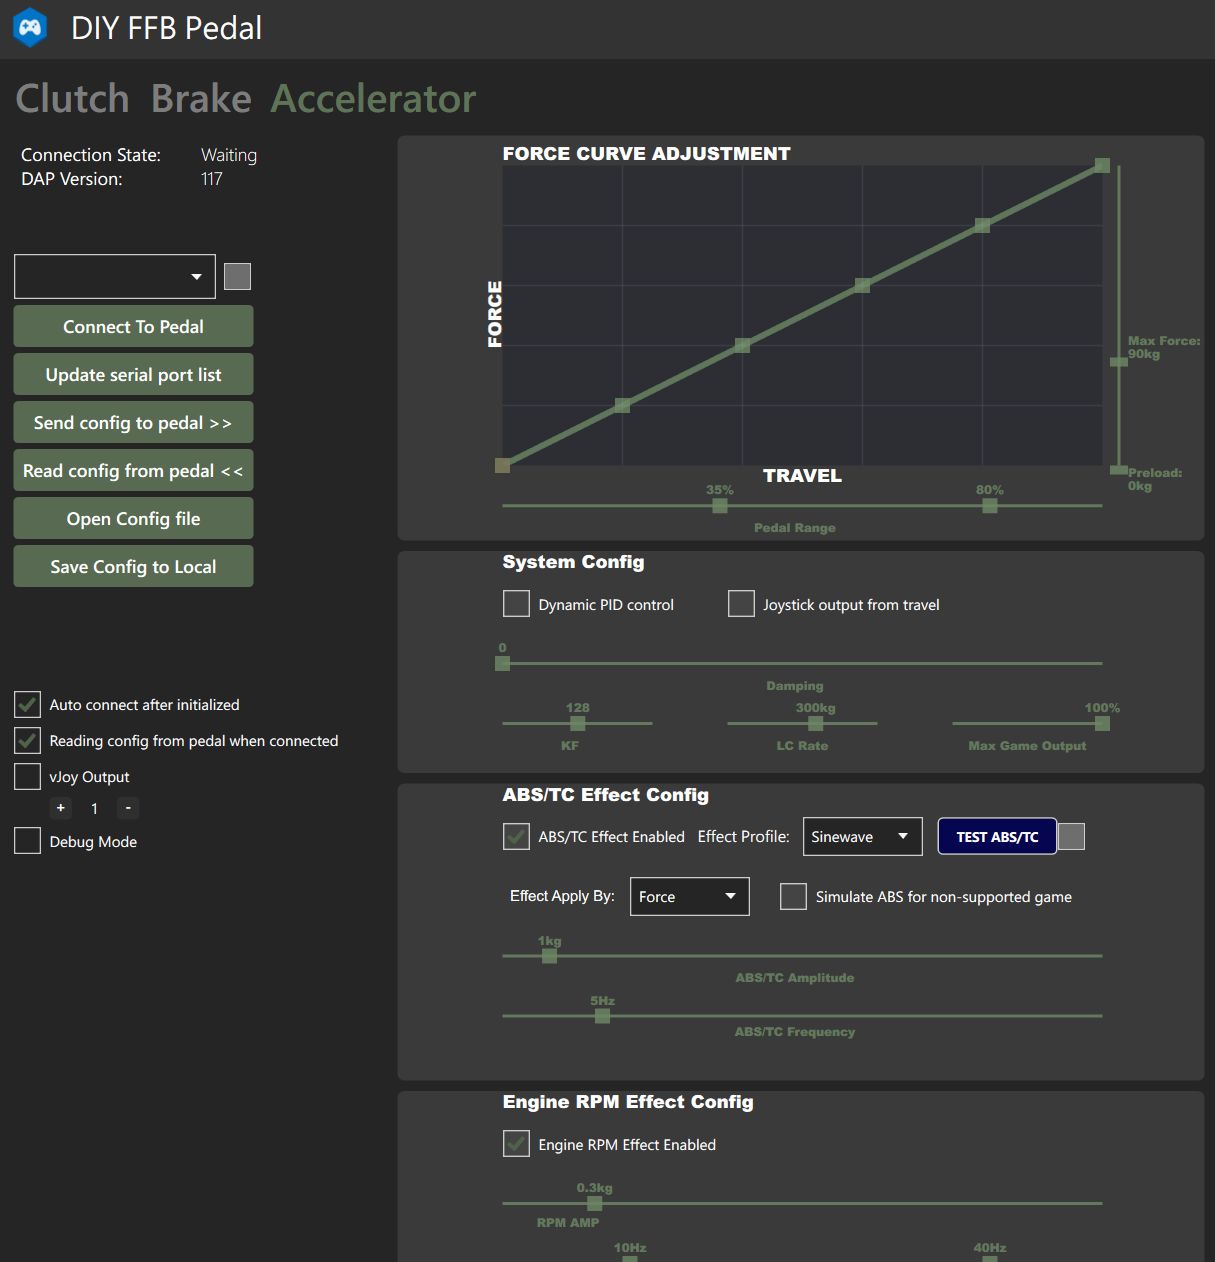 DIY FFB Pedal
Clutch Brake Accelerator
Connection State: Waiting
DAP Version: 117
Connect To Pedal
Update serial port list
Send config to pedal >>
Read config from pedal <<
Open Config file
Save Config to Local
Auto connect after initialized
Reading config from pedal when connected
vJoy Output
+ 1 -
Debug Mode
FORCE CURVE ADJUSTMENT
FORCE
Max Force:
90kg
TRAVEL
Preload:
0kg
35% 80%
Pedal Range
System Config
Dynamic PID control Joystick output from travel
0
Damping
128 300kg 100%
KF LC Rate Max Game Output
ABS/TC Effect Config
ABS/TC Effect Enabled Effect Profile: Sinewave TEST ABS/TC
Effect Apply By: Force Simulate ABS for non-supported game
1kg
ABS/TC Amplitude
5Hz
ABS/TC Frequency
Engine RPM Effect Config
Engine RPM Effect Enabled
0.3kg
RPM AMP
10Hz 40Hz